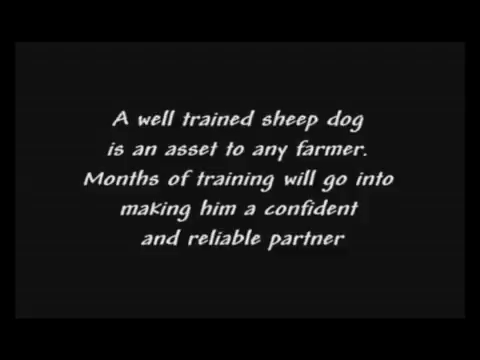 A well trained sheep dog
is an asset to any farmer.
Months of training will go into
making him a confident
and reliable partner